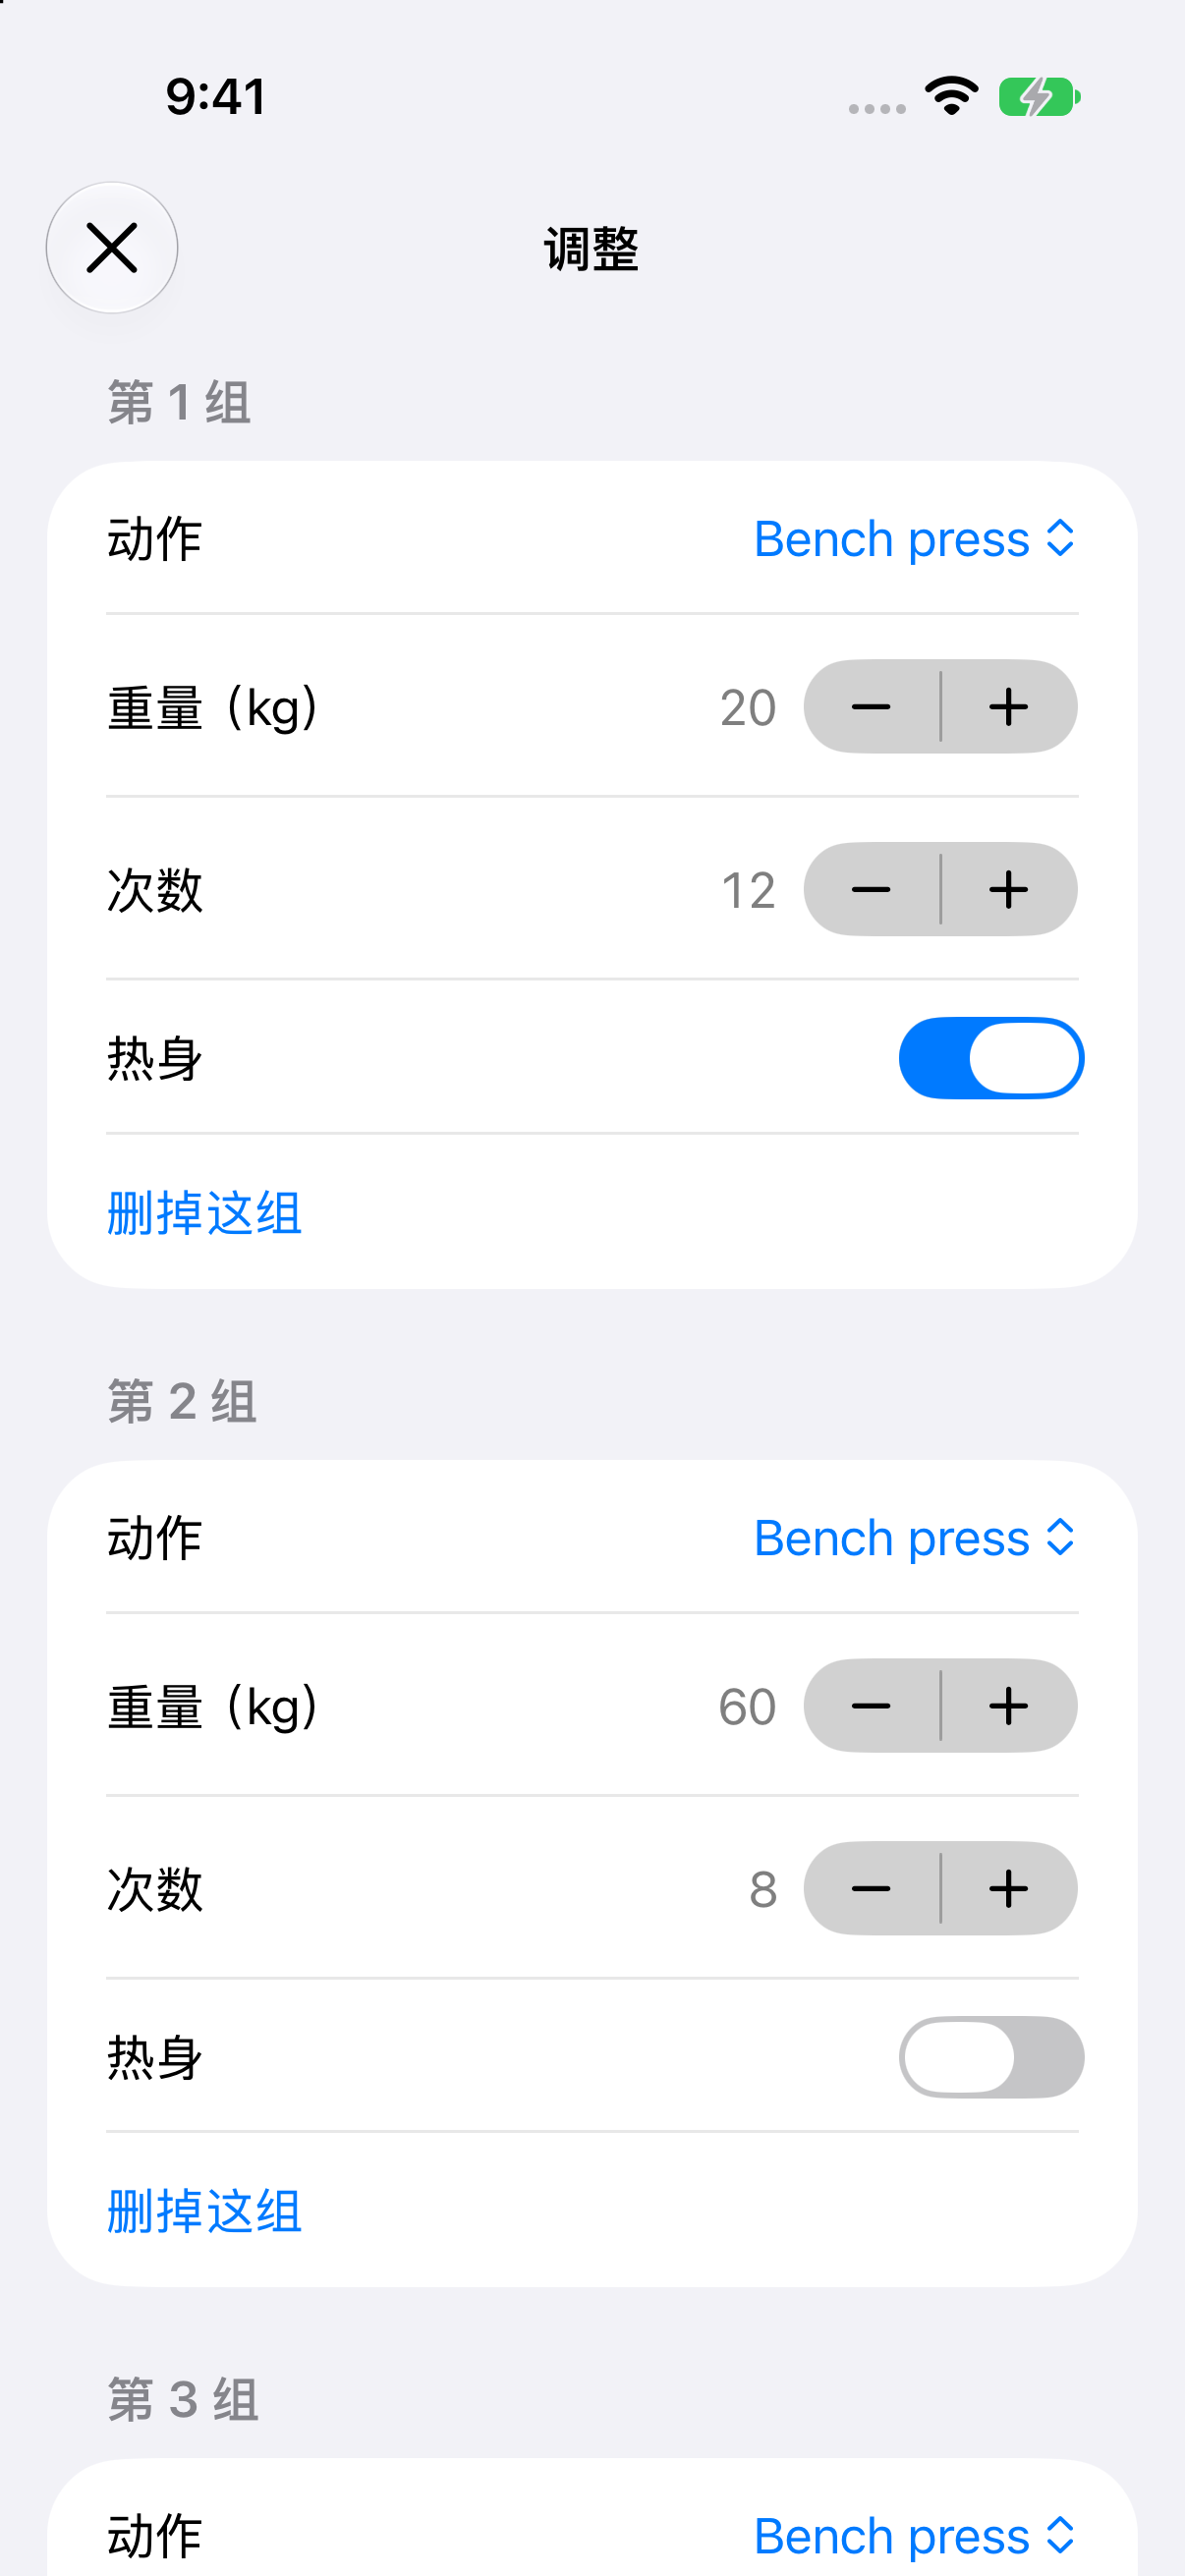 9:41
调整
第 1 组
动作 Bench press
重量（kg） 20
次数 12
热身
删掉这组
第 2 组
动作 Bench press
重量（kg） 60
次数 8
热身
删掉这组
第 3 组
动作 Bench press